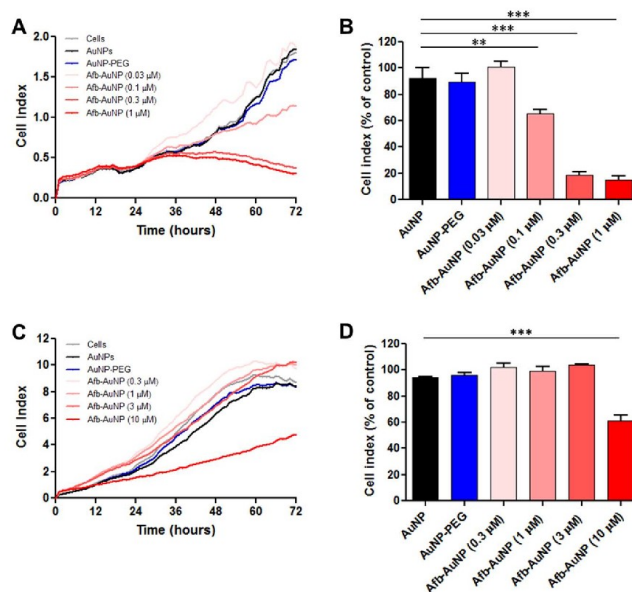 A
Cell Index
2.0
1.5
1.0
0.5
0.0
Cells
AuNPs
AuNP-PEG
Afb-AuNP (0.03 µM)
Afb-AuNP (0.1 µM)
Afb-AuNP (0.3 µM)
Afb-AuNP (1 µM)
0 12 24 36 48 60 72
Time (hours)
B
Cell index (% of control)
140
120
100
80
60
40
20
0
***
***
**
AuNP
AuNP-PEG
Afb-AuNP (0.03 µM)
Afb-AuNP (0.1 µM)
Afb-AuNP (0.3 µM)
Afb-AuNP (1 µM)
C
Cell Index
12
10
8
6
4
2
0
Cells
AuNPs
AuNP-PEG
Afb-AuNP (0.3 µM)
Afb-AuNP (1 µM)
Afb-AuNP (3 µM)
Afb-AuNP (10 µM)
0 12 24 36 48 60 72
Time (hours)
D
Cell index (% of control)
140
120
100
80
60
40
20
0
***
AuNP
AuNP-PEG
Afb-AuNP (0.3 µM)
Afb-AuNP (1 µM)
Afb-AuNP (3 µM)
Afb-AuNP (10 µM)